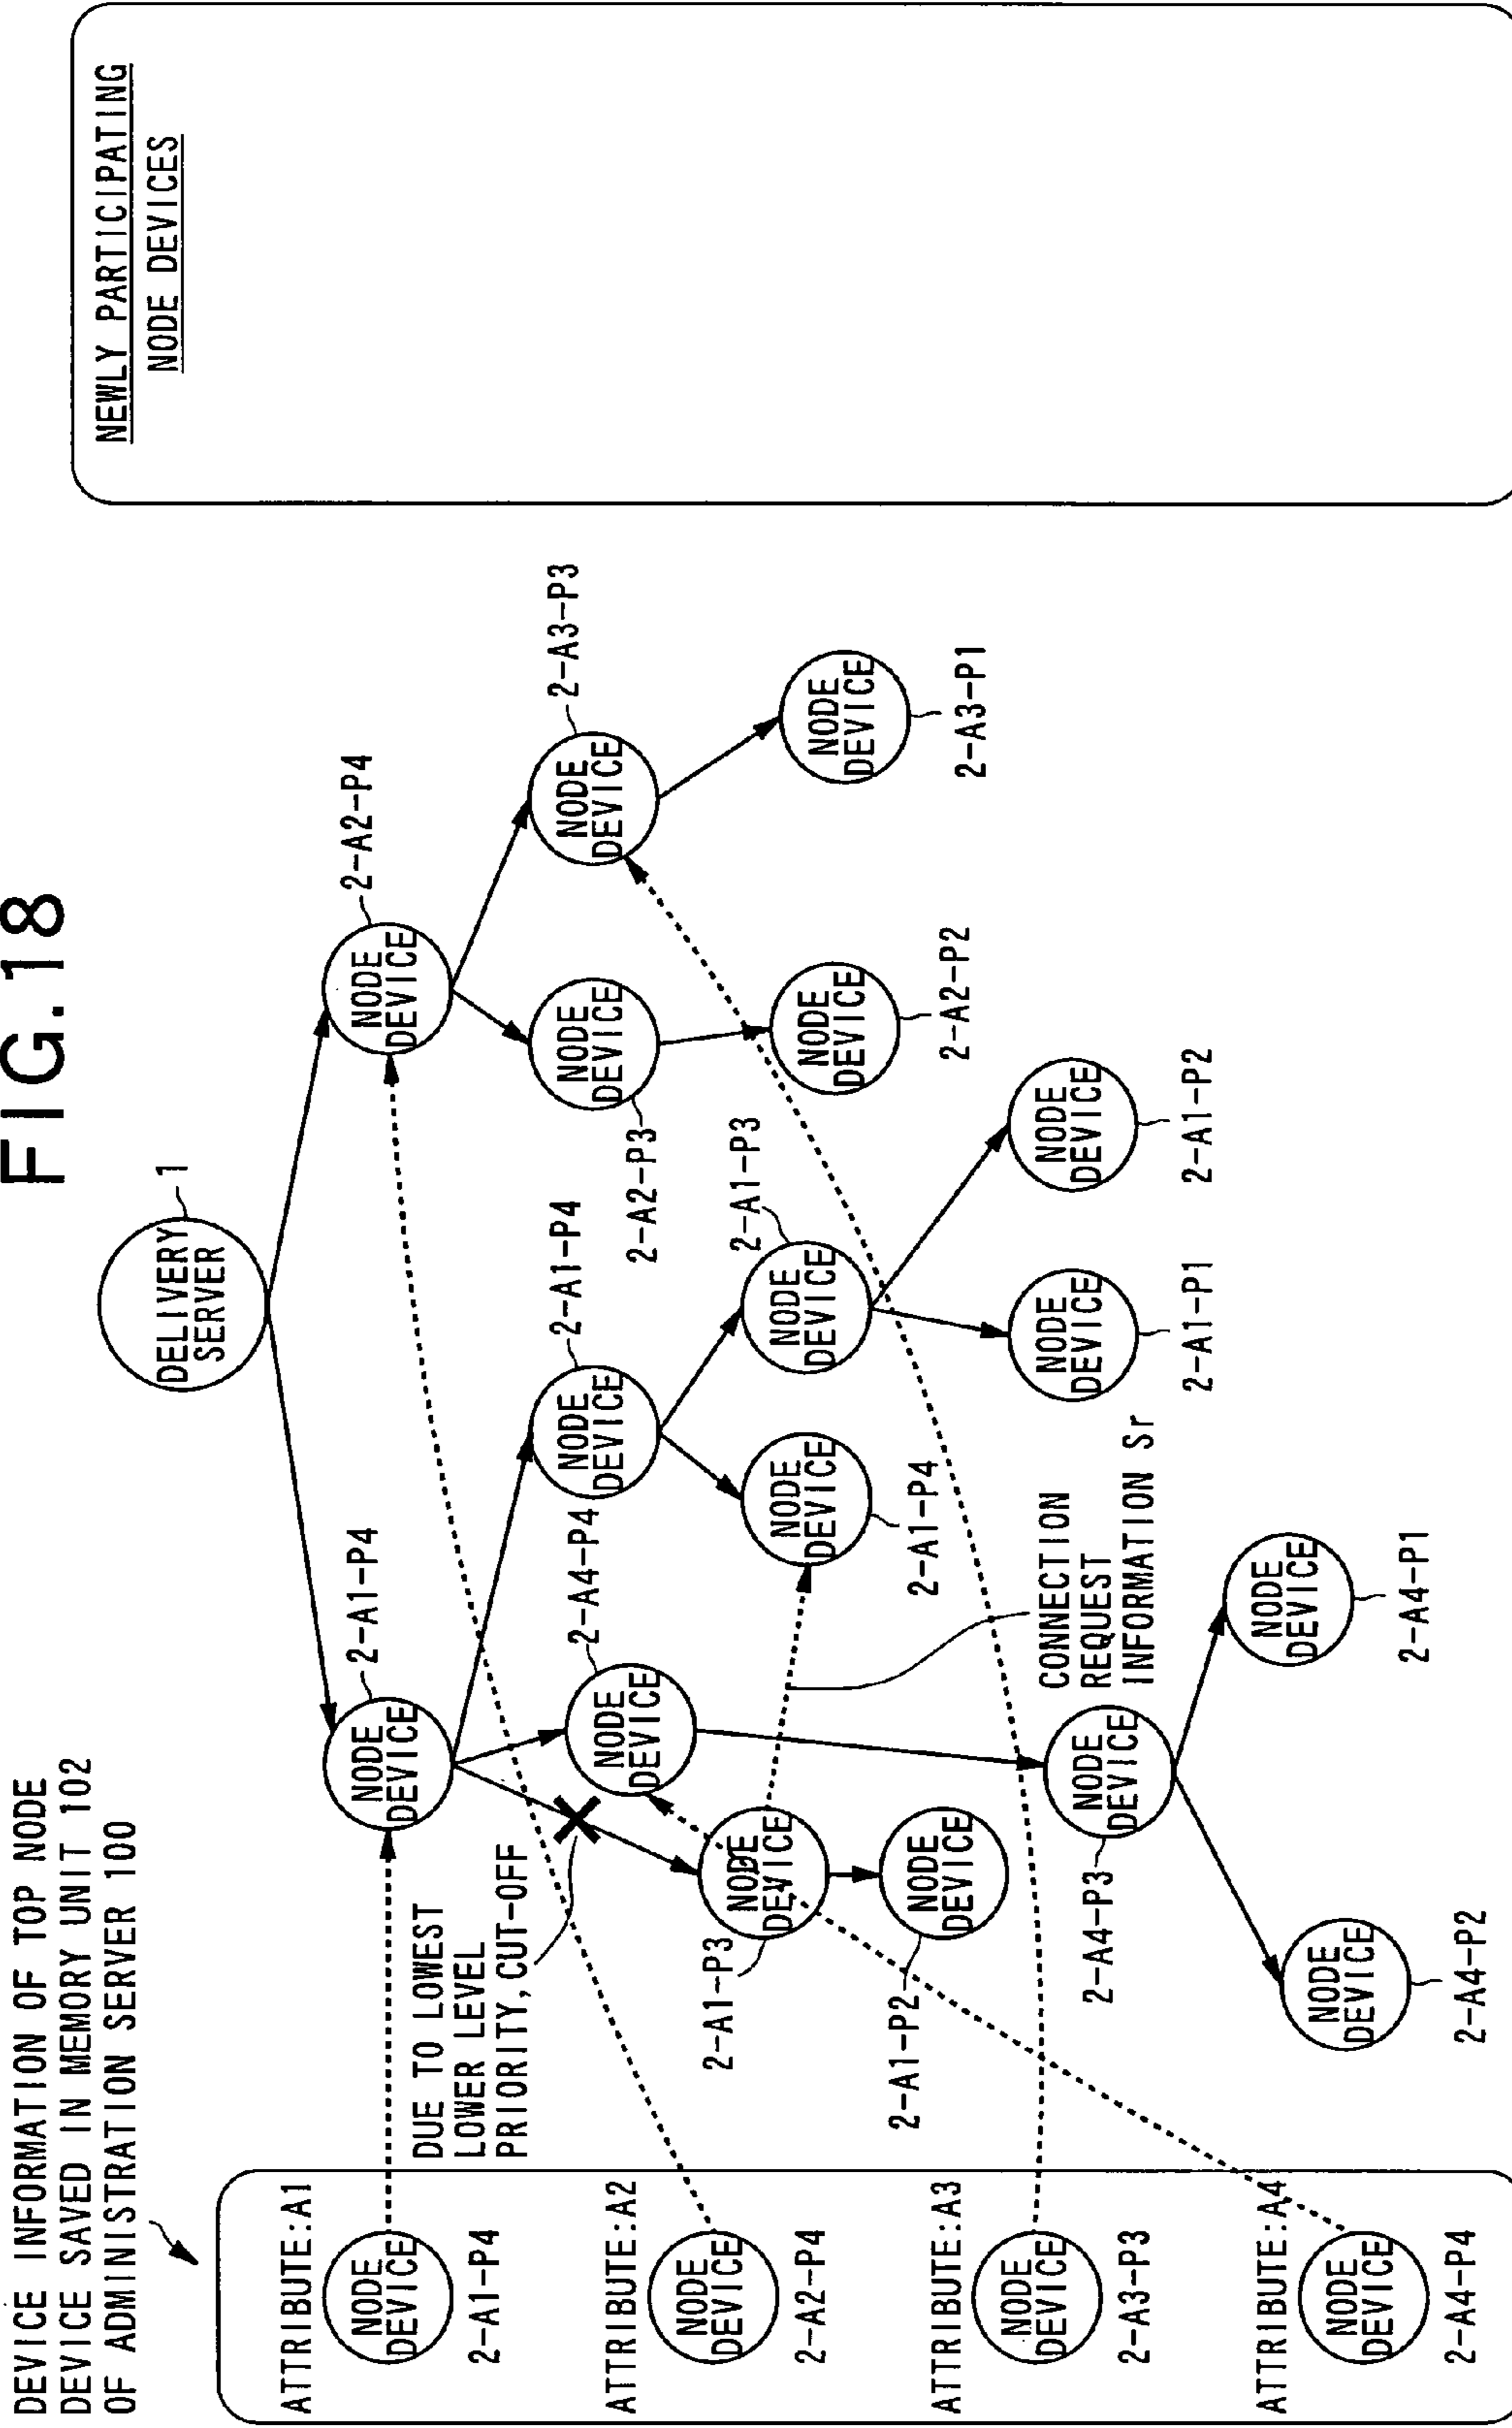 FIG.18
DEVICE INFORMATION OF TOP NODE
DEVICE SAVED IN MEMORY UNIT 102
OF ADMINISTRATION SERVER 100
ATTRIBUTE:A1
NODE
DEVICE
2-A1-P4
ATTRIBUTE:A2
NODE
DEVICE
2-A2-P4
ATTRIBUTE:A3
NODE
DEVICE
2-A3-P3
ATTRIBUTE:A4
NODE
DEVICE
2-A4-P4
DELIVERY
SERVER
1
NODE
DEVICE
2-A1-P4
NODE
DEVICE
2-A2-P4
DUE TO LOWEST
LOWER LEVEL
PRIORITY,CUT-OFF
NODE
DEVICE
2-A4-P4
NODE
DEVICE
2-A1-P4
NODE
DEVICE
2-A2-P3
NODE
DEVICE
2-A3-P3
NODE
DEVICE
2-A1-P3
NODE
DEVICE
2-A1-P4
NODE
DEVICE
2-A1-P3
NODE
DEVICE
2-A2-P2
NODE
DEVICE
2-A3-P1
NODE
DEVICE
2-A1-P2
CONNECTION
REQUEST
INFORMATION Sr
NODE
DEVICE
2-A1-P1
NODE
DEVICE
2-A1-P2
NODE
DEVICE
2-A4-P3
NODE
DEVICE
2-A4-P2
NODE
DEVICE
2-A4-P1
NEWLY PARTICIPATING
NODE DEVICES